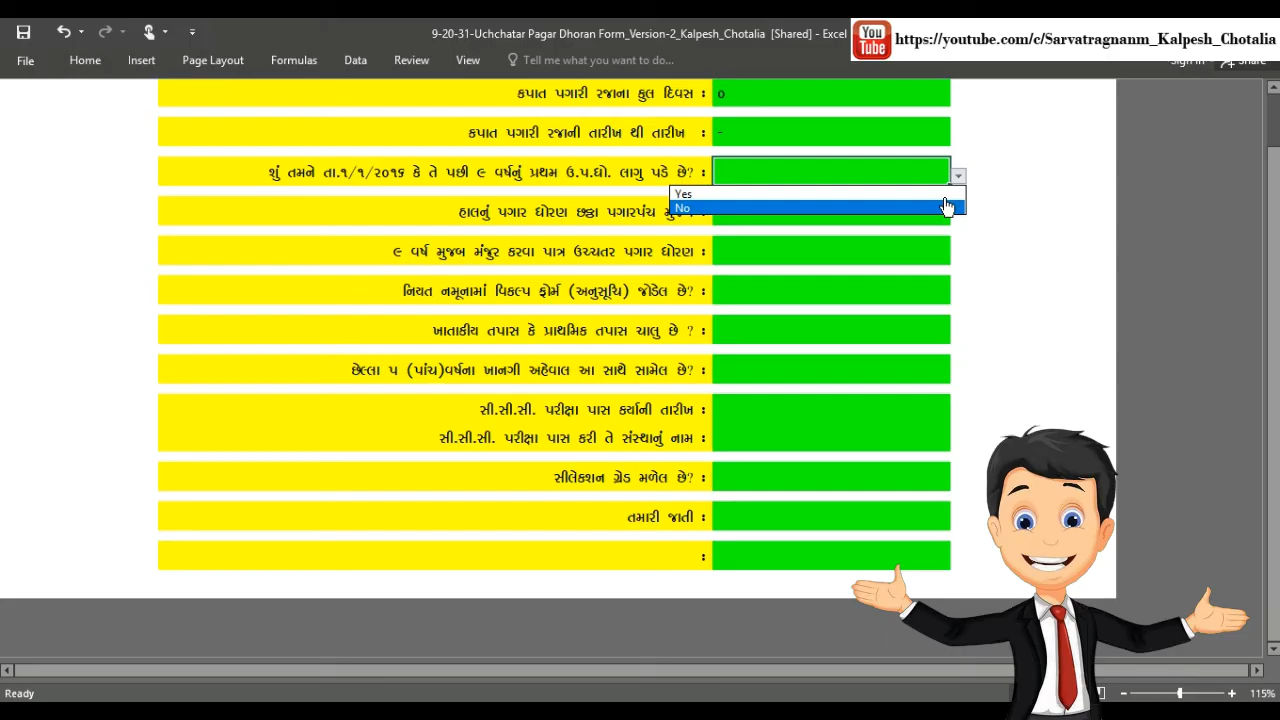 9-20-31-Uchchatar Pagar Dhoran Form_Version-2_Kalpesh_Chotalia [Shared] - Excel
You Tube https://youtube.com/c/Sarvatragnanm_Kalpesh_Chotalia
File Home Insert Page Layout Formulas Data Review View Tell me what you want to do... Share
કપાત પગારી રજાના કુલ દિવસ : ૦
કપાત પગારી રજાની તારીખ થી તારીખ : -
શું તમને તા.૧/૧/૨૦૧૬ કે તે પછી ૯ વર્ષનું પ્રથમ ઉ.પ.ધો. લાગુ પડે છે? :
Yes
No
હાલનું પગાર ધોરણ છઠ્ઠા પગારપંચ
૯ વર્ષ મુજબ મંજુર કરવા પાત્ર ઉચ્ચતર પગાર ધોરણ :
નિયત નમૂનામાં વિકલ્પ ફોર્મ (અનુસૂચિ) જોડેલ છે? :
ખાતાકીય તપાસ કે પ્રાથમિક તપાસ ચાલુ છે ? :
છેલ્લા ૫ (પાંચ)વર્ષના ખાનગી અહેવાલ આ સાથે સામેલ છે? :
સી.સી.સી. પરીક્ષા પાસ કર્યાની તારીખ :
સી.સી.સી. પરીક્ષા પાસ કરી તે સંસ્થાનું નામ :
સીલેક્શન ગ્રેડ મળેલ છે? :
તમારી જાતી :
:
Ready 115%